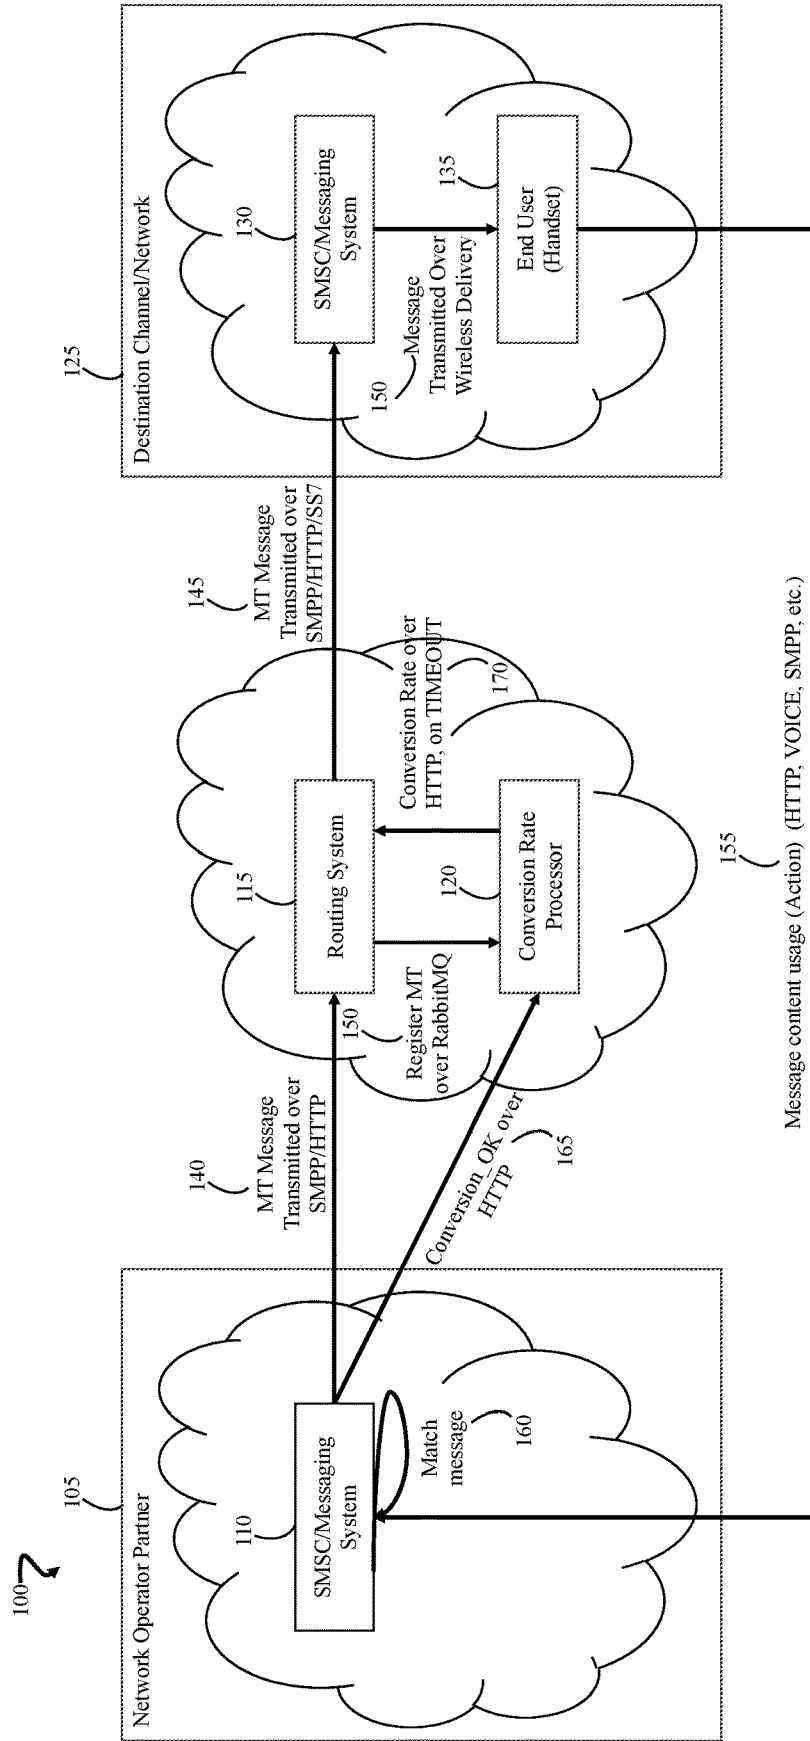 100
105
Network Operator Partner
110
SMSC/Messaging
System
Match
message
160
140
MT Message
Transmitted over
SMPP/HTTP
Conversion_OK over
HTTP
165
115
Routing System
150
Register MT
over RabbitMQ
120
Conversion Rate
Processor
Conversion Rate over
HTTP, on TIMEOUT
170
145
MT Message
Transmitted over
SMPP/HTTP/SS7
125
Destination Channel/Network
130
SMSC/Messaging
System
150
Message
Transmitted Over
Wireless Delivery
135
End User
(Handset)
155
Message content usage (Action) (HTTP, VOICE, SMPP, etc.)